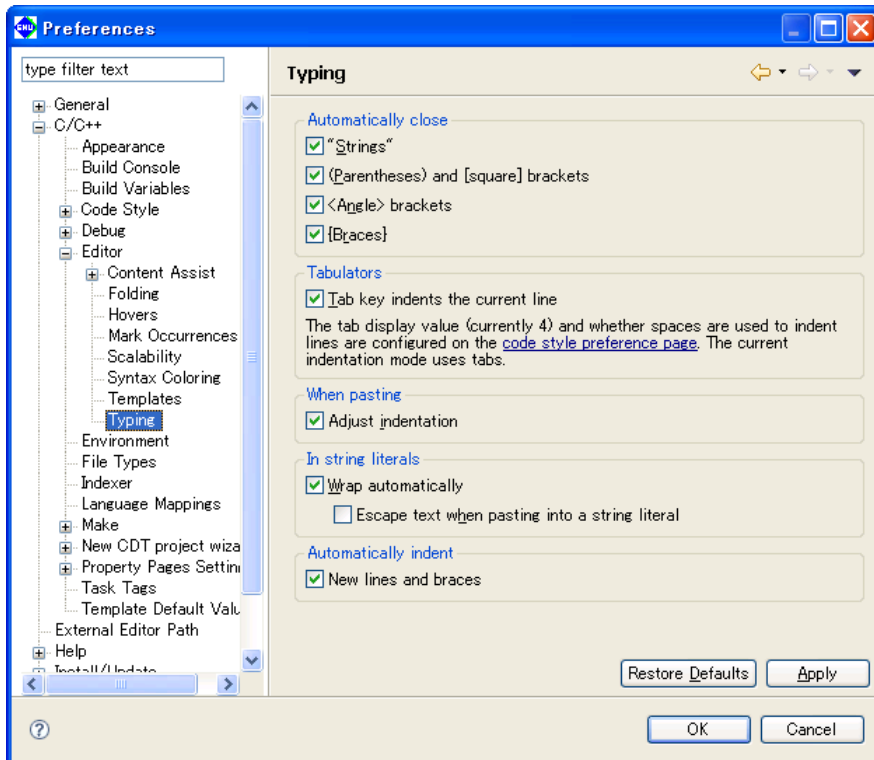 GNU Preferences
type filter text
General
C/C++
Appearance
Build Console
Build Variables
Code Style
Debug
Editor
Content Assist
Folding
Hovers
Mark Occurrences
Scalability
Syntax Coloring
Templates
Typing
Environment
File Types
Indexer
Language Mappings
Make
New CDT project wiza
Property Pages Settin
Task Tags
Template Default Valu
External Editor Path
Help
Install/Update
Typing
Automatically close
"Strings"
(Parentheses) and [square] brackets
<Angle> brackets
{Braces}
Tabulators
Tab key indents the current line
The tab display value (currently 4) and whether spaces are used to indent
lines are configured on the code style preference page. The current
indentation mode uses tabs.
When pasting
Adjust indentation
In string literals
Wrap automatically
Escape text when pasting into a string literal
Automatically indent
New lines and braces
Restore Defaults
Apply
OK
Cancel